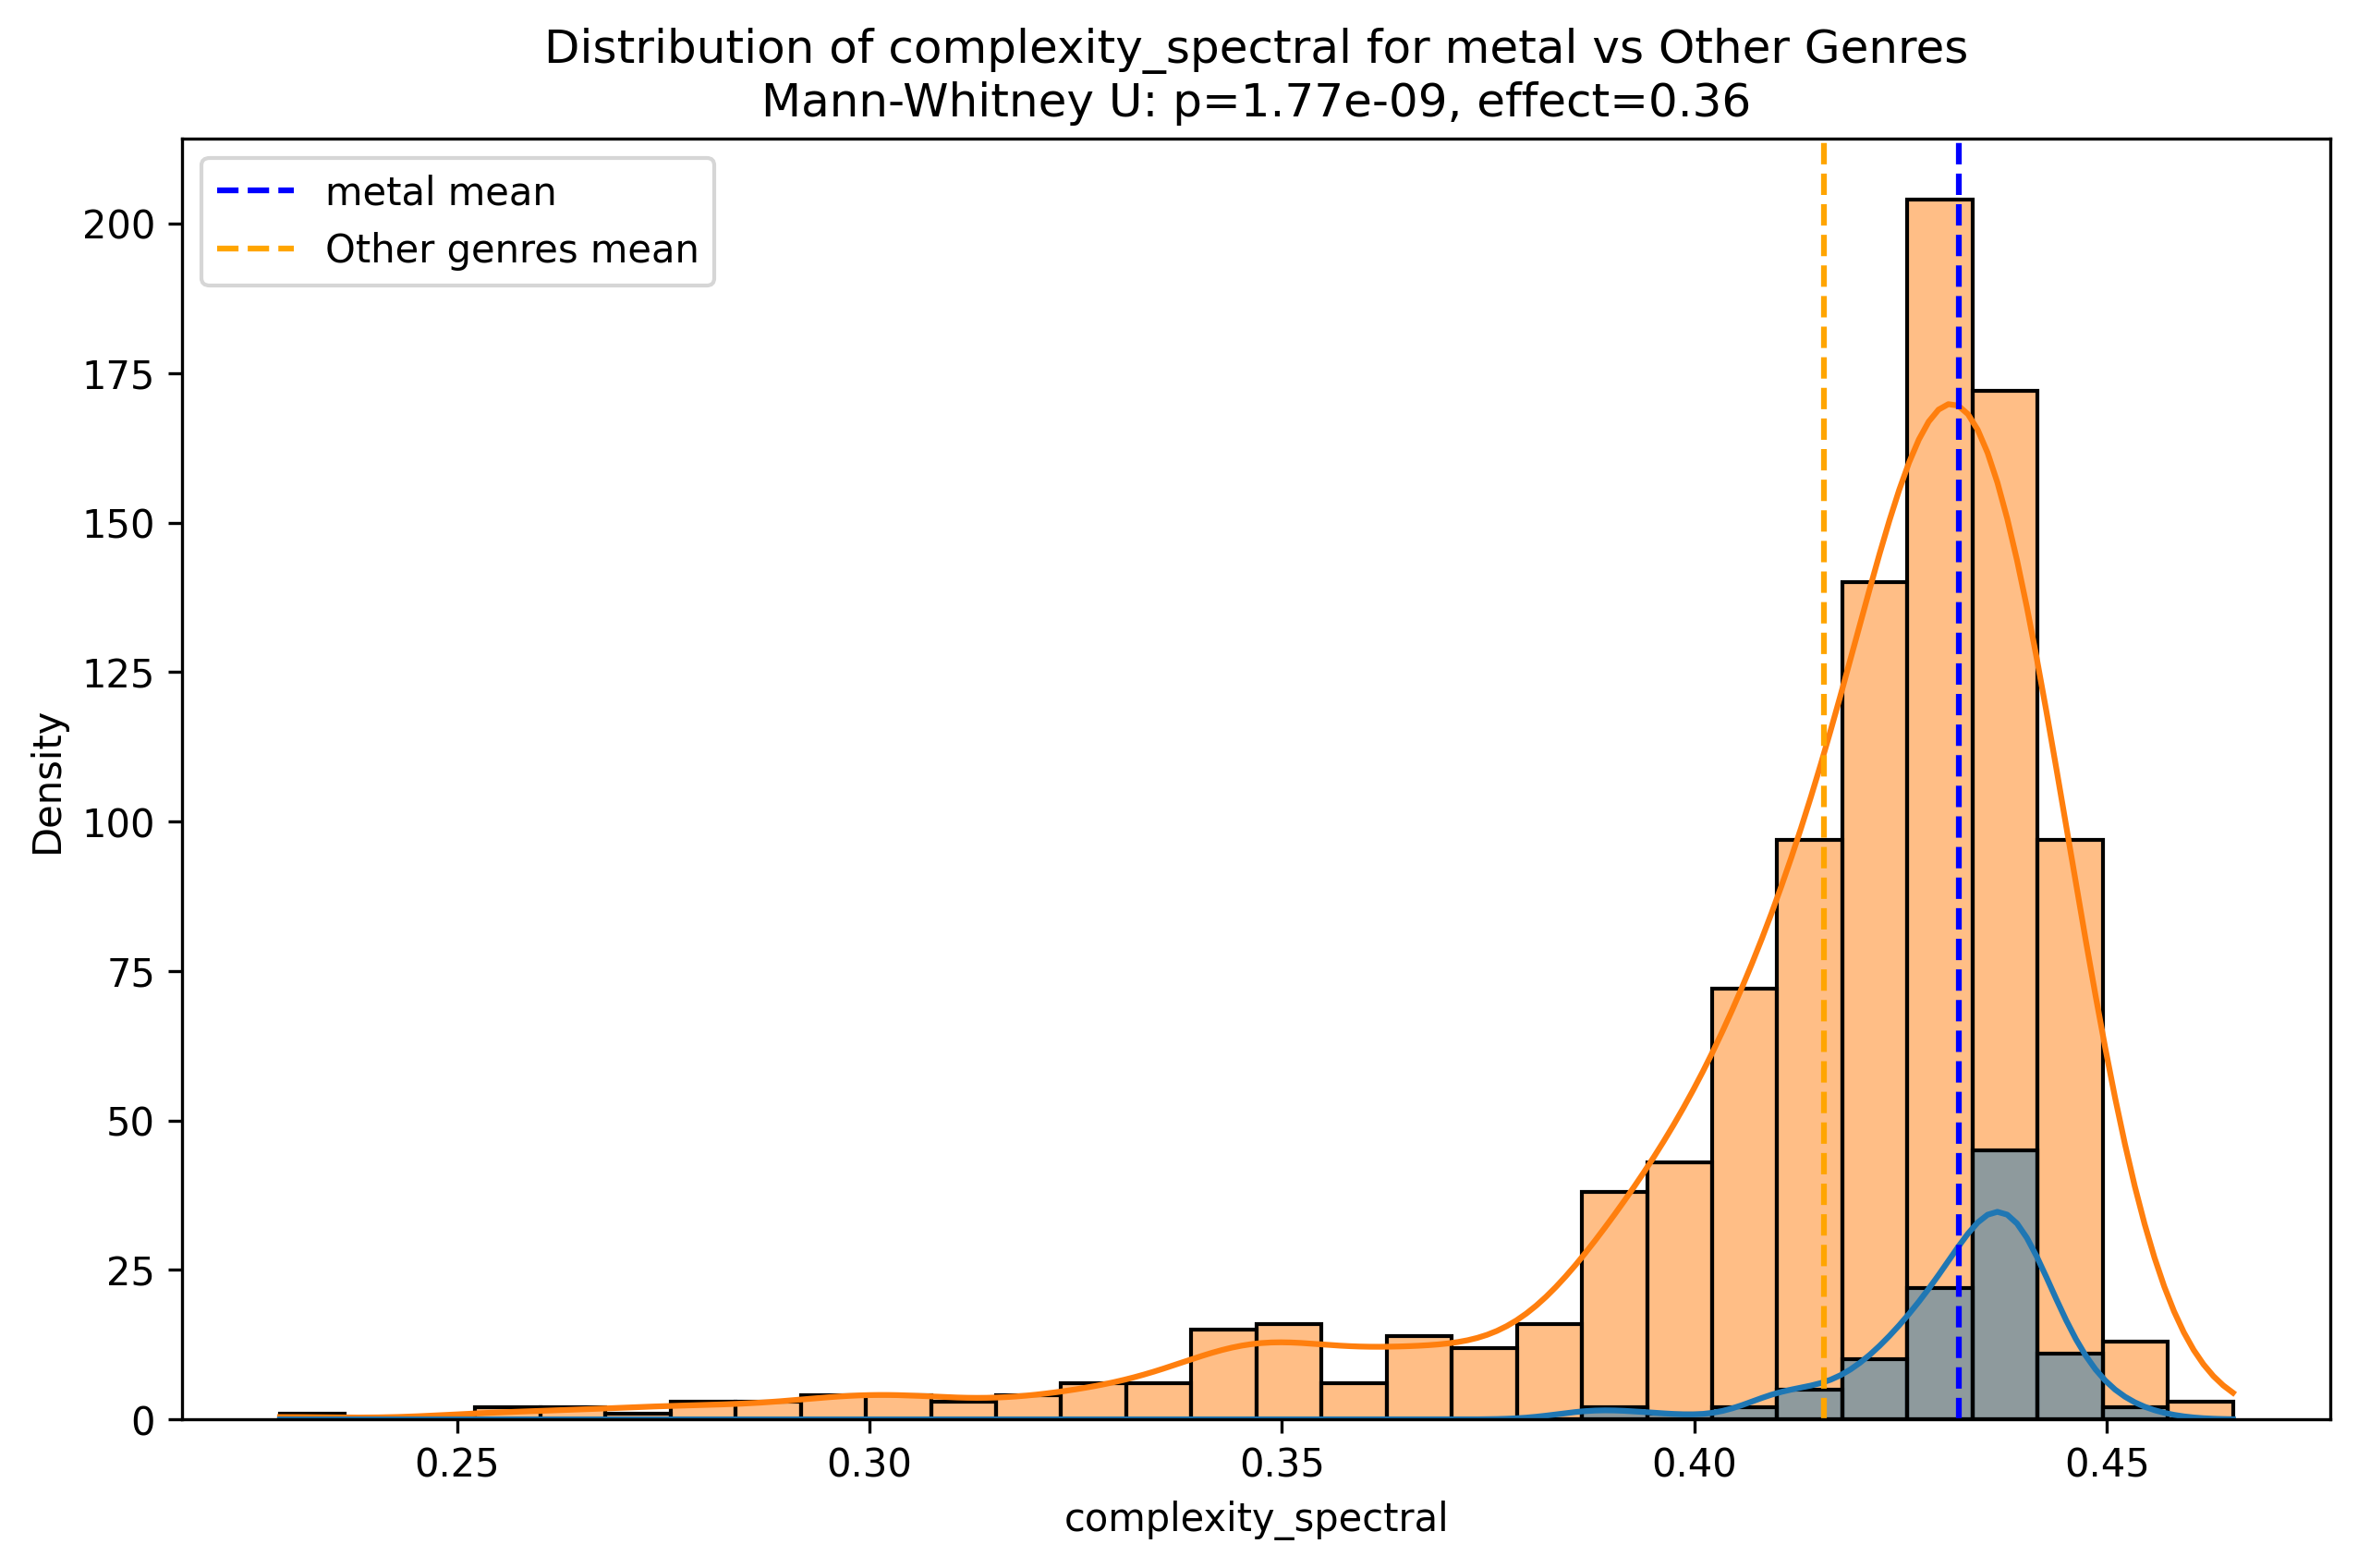 Distribution of complexity_spectral for metal vs Other Genres
Mann-Whitney U: p=1.77e-09, effect=0.36
metal mean
Other genres mean
200
175
150
125
100
75
50
25
0
Density
0.25
0.30
0.35
0.40
0.45
complexity_spectral